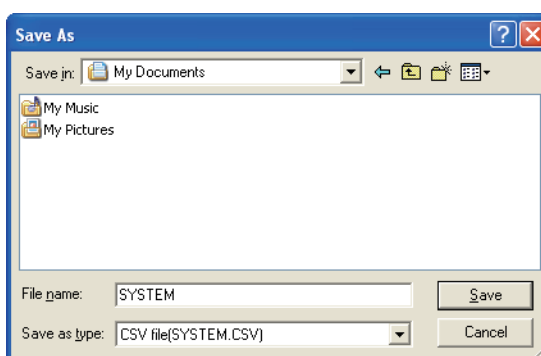 Save As
Save in: My Documents
My Music
My Pictures
File name: SYSTEM
Save
Save as type: CSV file(SYSTEM.CSV)
Cancel